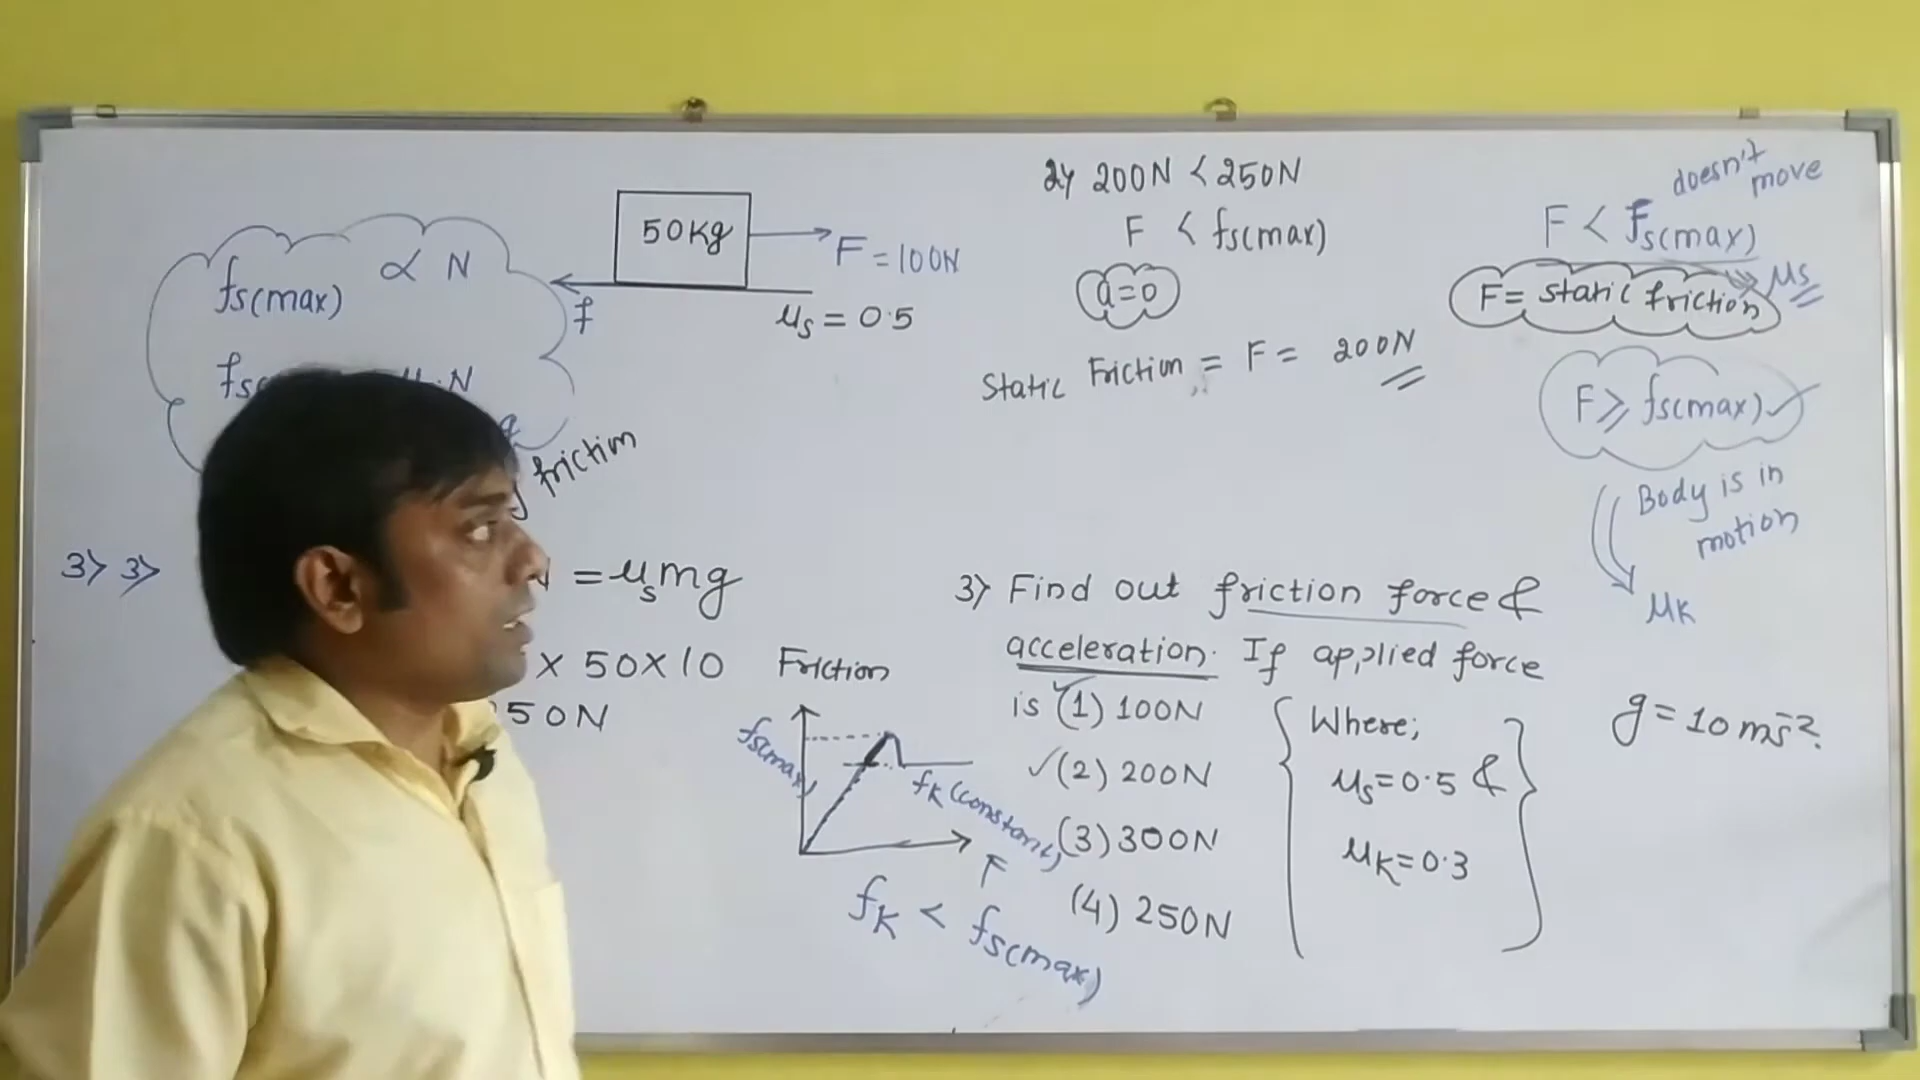 50Kg
F = 100N
f
μs = 0.5
fs(max) ∝ N
N
friction
3> 3>
= μsmg
x 50x10
50N
Friction
fs(max)
fK (constant)
F
fK < fs(max)
2> 200N < 250N
F < fs(max)
a=0
Static Friction = F = 200N
3> Find out friction force &
acceleration. If applied force
is (1) 100N
✓(2) 200N
(3) 300N
(4) 250N
Where;
μs=0.5 &
μK=0.3
g = 10 ms⁻².
doesn't
move
F < fs(max)
μs
F = static friction
F ≥ fs(max) ✓
Body is in
motion
μK